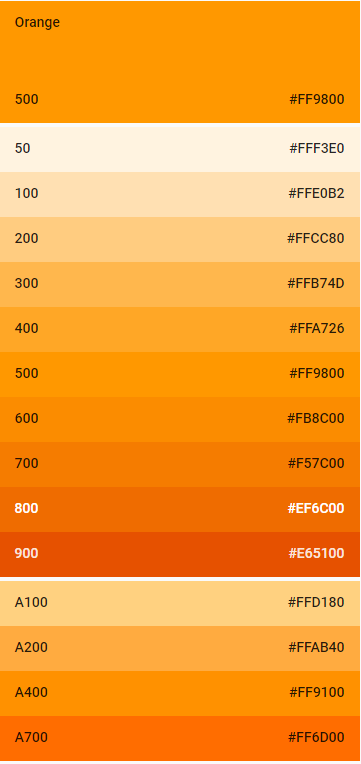 Orange
500 #FF9800
50 #FFF3E0
100 #FFE0B2
200 #FFCC80
300 #FFB74D
400 #FFA726
500 #FF9800
600 #FB8C00
700 #F57C00
800 #EF6C00
900 #E65100
A100 #FFD180
A200 #FFAB40
A400 #FF9100
A700 #FF6D00